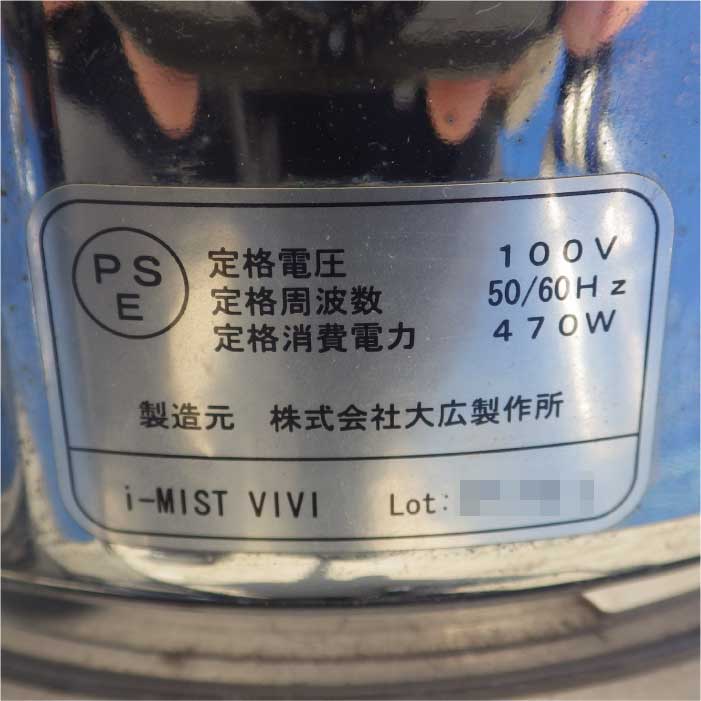 PS
E
定格電圧 100V
定格周波数 50/60Hz
定格消費電力 470W
製造元 株式会社大広製作所
i-MIST VIVI Lot: